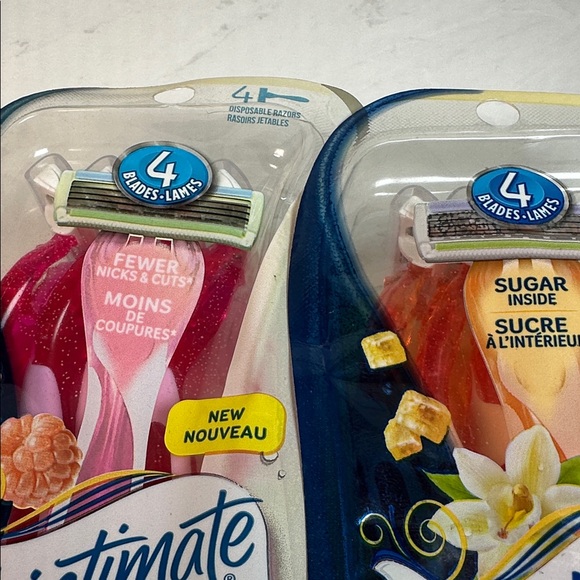 4
DISPOSABLE RAZORS
RASOIRS JETABLES
4
BLADES-LAMES
FEWER
NICKS & CUTS*
MOINS
DE
COUPURES*
NEW
NOUVEAU
intimate
®
4
BLADES-LAMES
SUGAR
INSIDE
SUCRE
À L'INTÉRIEUR